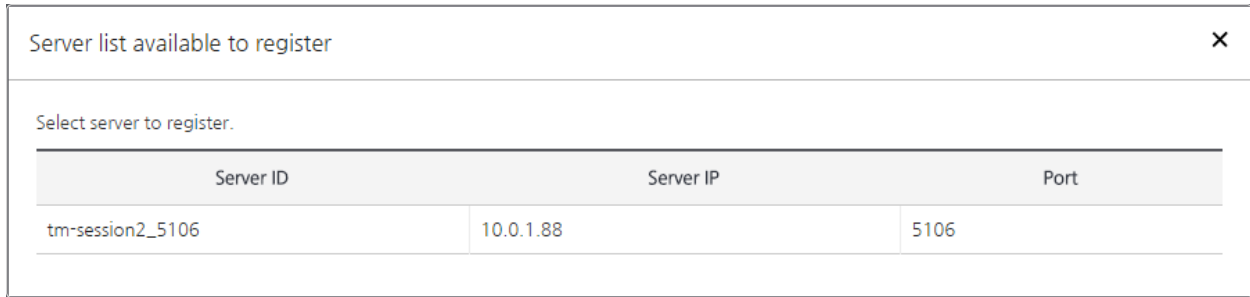 Server list available to register
Select server to register.
Server ID Server IP Port
tm-session2_5106 10.0.1.88 5106